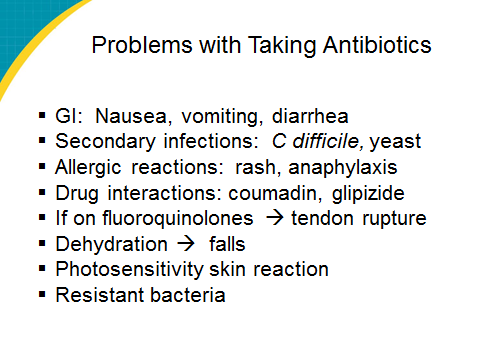 Problems with Taking Antibiotics
▪ GI: Nausea, vomiting, diarrhea
▪ Secondary infections: C difficile, yeast
▪ Allergic reactions: rash, anaphylaxis
▪ Drug interactions: coumadin, glipizide
▪ If on fluoroquinolones → tendon rupture
▪ Dehydration → falls
▪ Photosensitivity skin reaction
▪ Resistant bacteria